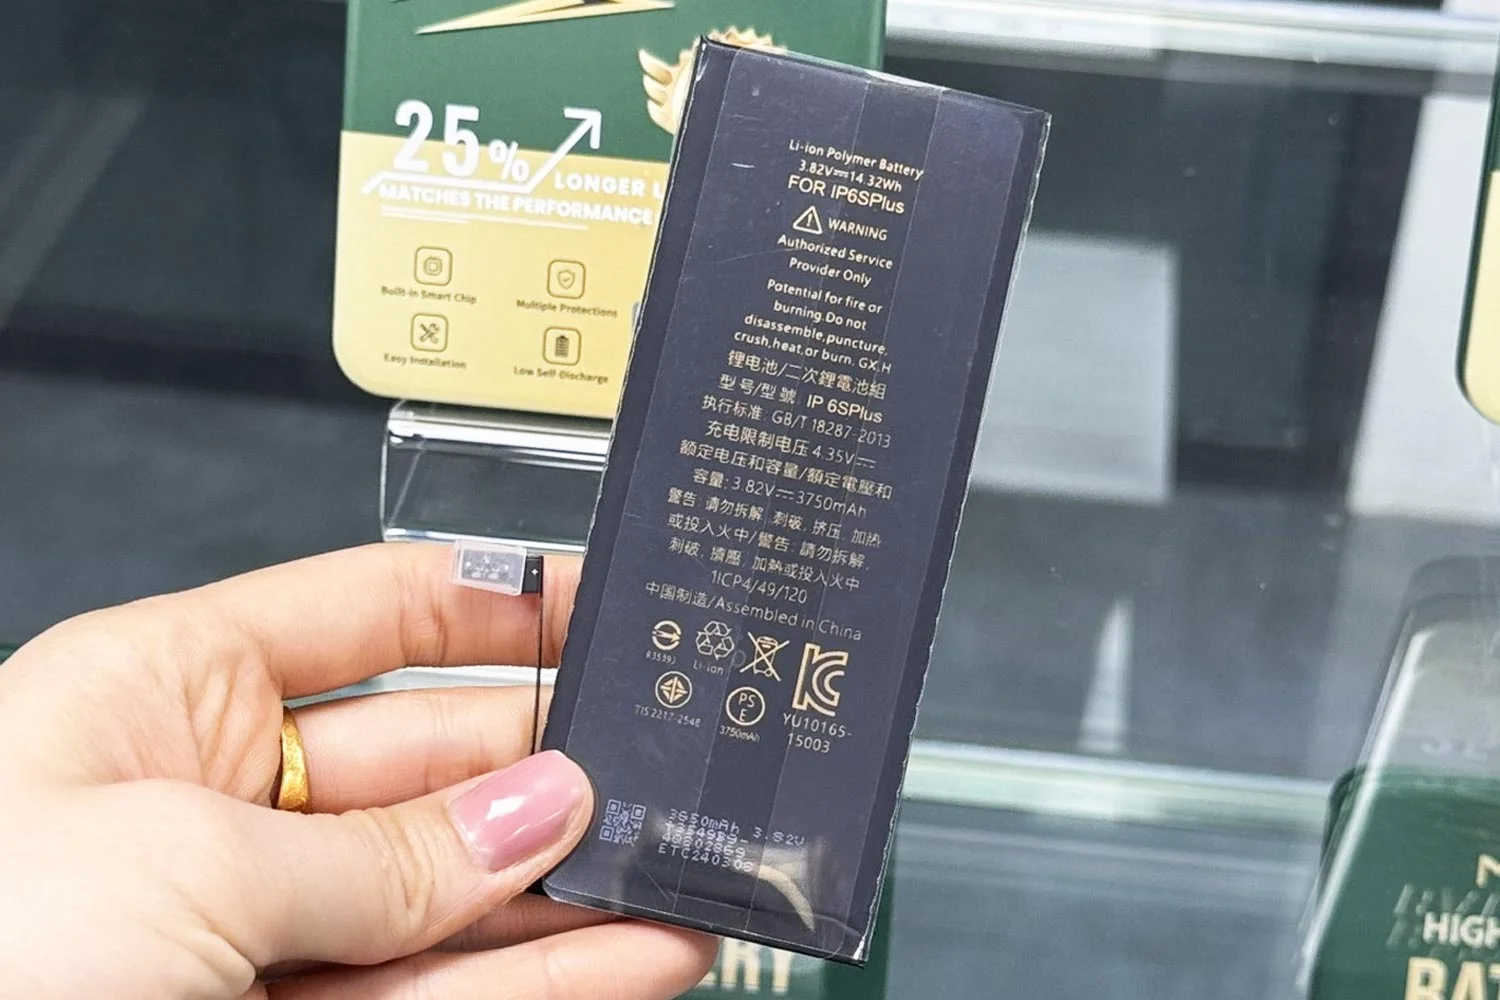 25%
LONGER L
MATCHES THE PERFORMANCE
Built-in Smart Chip
Multiple Protections
Easy Installation
Low Self-Discharge
Li-ion Polymer Battery
3.82V⎓14.32Wh
FOR IP6SPlus
WARNING
Authorized Service
Provider Only
Potential for fire or
burning.Do not
disassemble,puncture,
crush,heat,or burn. GX,H
锂电池/二次鋰電池組
型号/型號: IP 6SPlus
执行标准: GB/T 18287-2013
充电限制电压 4.35V⎓
额定电压和容量/額定電壓和
容量:3.82V⎓3750mAh
警告: 请勿拆解, 刺破, 挤压, 加热
或投入火中/警告: 請勿拆解,
刺破, 擠壓, 加熱或投入火中
1ICP4/49/120
中国制造/Assembled in China
Li-ion
TIS 2217-2548
PS
E
3750mAh
YU10165-
15003
3.82V
ETC24030S
ERY
HIGH
BAT